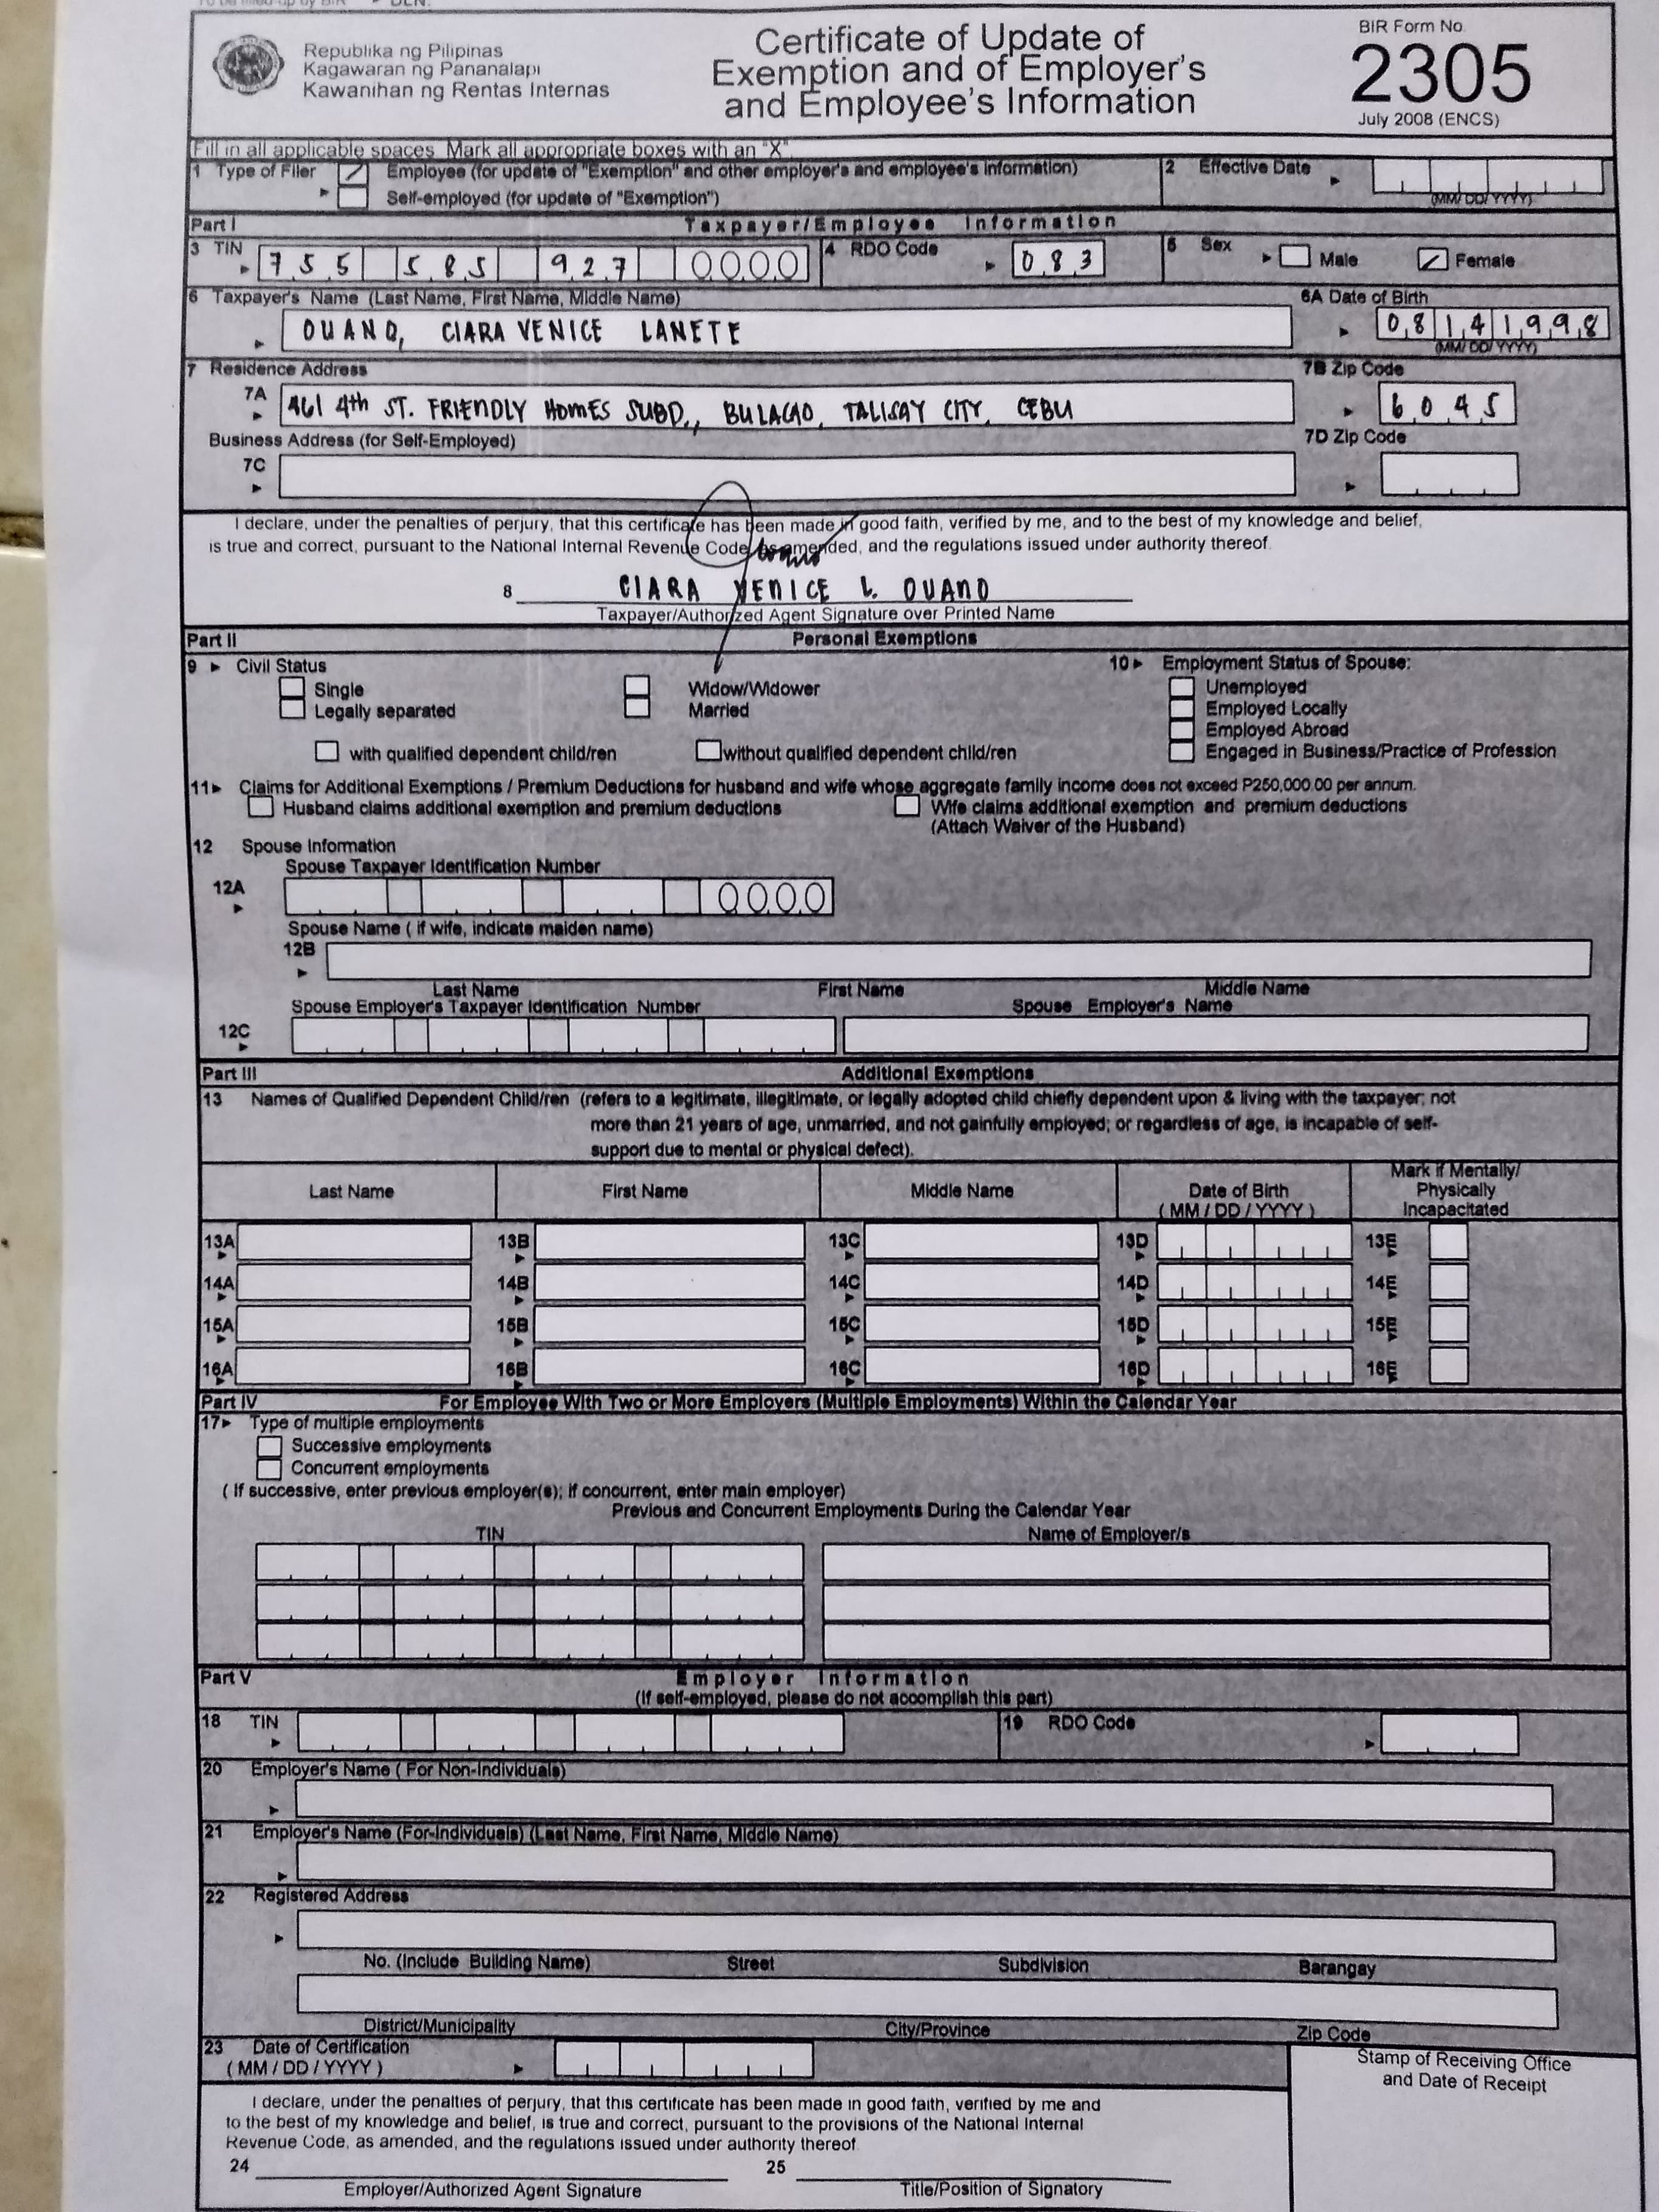 Republika ng Pilipinas
Kagawaran ng Pananalapi
Kawanihan ng Rentas Internas
Certificate of Update of
Exemption and of Employer's
and Employee's Information
BIR Form No.
2305
July 2008 (ENCS)
Fill in all applicable spaces. Mark all appropriate boxes with an "X".
1 Type of Filer Employee (for update of "Exemption" and other employer's and employee's information)
Self-employed (for update of "Exemption")
2 Effective Date
(MM/ DD/ YYYY)
Part I Taxpayer/Employee Information
3 TIN 755 585 927 0000 4 RDO Code 083 5 Sex Male Female
6 Taxpayer's Name (Last Name, First Name, Middle Name) 6A Date of Birth
OUANO, CIARA VENICE LANETE 08141998
(MM/ DD/ YYYY)
7 Residence Address 7B Zip Code
7A 461 4th ST. FRIENDLY HOMES SUBD., BULACAO, TALISAY CITY, CEBU 6045
Business Address (for Self-Employed) 7D Zip Code
7C
I declare, under the penalties of perjury, that this certificate has been made in good faith, verified by me, and to the best of my knowledge and belief,
is true and correct, pursuant to the National Internal Revenue Code, as amended, and the regulations issued under authority thereof.
8 CIARA VENICE L. OUANO
Taxpayer/Authorized Agent Signature over Printed Name
Part II Personal Exemptions
9 Civil Status 10 Employment Status of Spouse:
Single Widow/Widower Unemployed
Legally separated Married Employed Locally
Employed Abroad
with qualified dependent child/ren without qualified dependent child/ren Engaged in Business/Practice of Profession
11 Claims for Additional Exemptions / Premium Deductions for husband and wife whose aggregate family income does not exceed P250,000.00 per annum.
Husband claims additional exemption and premium deductions Wife claims additional exemption and premium deductions
(Attach Waiver of the Husband)
12 Spouse Information
Spouse Taxpayer Identification Number
12A 0000
Spouse Name ( if wife, indicate maiden name)
12B
Last Name First Name Middle Name
Spouse Employer's Taxpayer Identification Number Spouse Employer's Name
12C
Part III Additional Exemptions
13 Names of Qualified Dependent Child/ren (refers to a legitimate, illegitimate, or legally adopted child chiefly dependent upon & living with the taxpayer; not
more than 21 years of age, unmarried, and not gainfully employed; or regardless of age, is incapable of self-
support due to mental or physical defect).
Last Name First Name Middle Name Date of Birth
( MM / DD / YYYY ) Mark if Mentally/
Physically
Incapacitated
13A 13B 13C 13D 13E
14A 14B 14C 14D 14E
15A 15B 15C 15D 15E
16A 16B 16C 16D 16E
Part IV For Employee With Two or More Employers (Multiple Employments) Within the Calendar Year
17 Type of multiple employments
Successive employments
Concurrent employments
( If successive, enter previous employer(s); if concurrent, enter main employer)
Previous and Concurrent Employments During the Calendar Year
TIN Name of Employer/s
Part V Employer Information
(If self-employed, please do not accomplish this part)
18 TIN 19 RDO Code
20 Employer's Name ( For Non-Individuals)
21 Employer's Name (For-Individuals) (Last Name, First Name, Middle Name)
22 Registered Address
No. (Include Building Name) Street Subdivision Barangay
District/Municipality City/Province Zip Code
23 Date of Certification
( MM / DD / YYYY )
Stamp of Receiving Office
and Date of Receipt
I declare, under the penalties of perjury, that this certificate has been made in good faith, verified by me and
to the best of my knowledge and belief, is true and correct, pursuant to the provisions of the National Internal
Revenue Code, as amended, and the regulations issued under authority thereof.
24 25
Employer/Authorized Agent Signature Title/Position of Signatory